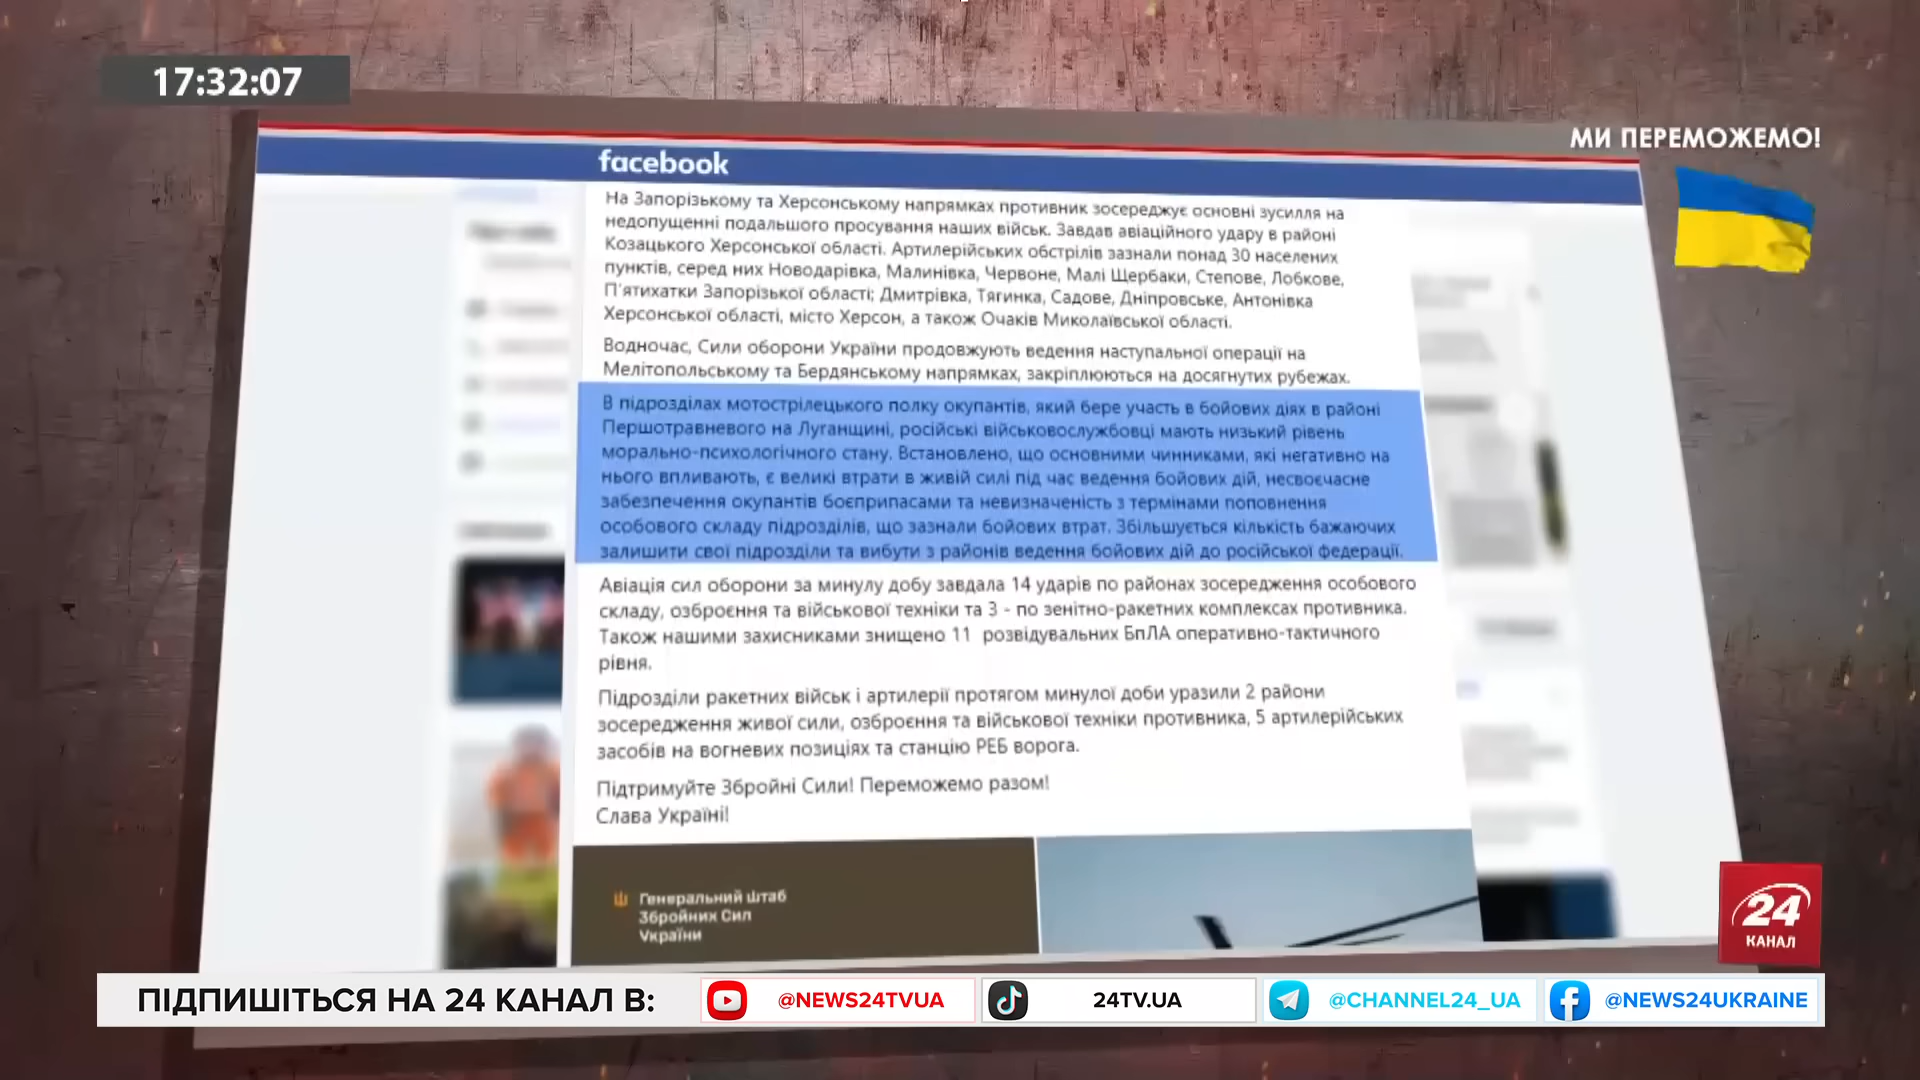 17:32:07
МИ ПЕРЕМОЖЕМО!
facebook
На Запорізькому та Херсонському напрямках противник зосереджує основні зусилля на
недопущенні подальшого просування наших військ. Завдав авіаційного удару в районі
Козацького Херсонської області. Артилерійських обстрілів зазнали понад 30 населених
пунктів, серед них Новодарівка, Малинівка, Червоне, Малі Щербаки, Степове, Лобкове,
П'ятихатки Запорізької області; Дмитрівка, Тягинка, Садове, Дніпровське, Антонівка
Херсонської області, місто Херсон, а також Очаків Миколаївської області.
Водночас, Сили оборони України продовжують ведення наступальної операції на
Мелітопольському та Бердянському напрямках, закріплюються на досягнутих рубежах.
В підрозділах мотострілецького полку окупантів, який бере участь в бойових діях в районі
Першотравневого на Луганщині, російські військовослужбовці мають низький рівень
морально-психологічного стану. Встановлено, що основними чинниками, які негативно на
нього впливають, є великі втрати в живій силі під час ведення бойових дій, несвоєчасне
забезпечення окупантів боєприпасами та невизначеність з термінами поповнення
особового складу підрозділів, що зазнали бойових втрат. Збільшується кількість бажаючих
залишити свої підрозділи та вибути з районів ведення бойових дій до російської федерації.
Авіація сил оборони за минулу добу завдала 14 ударів по районах зосередження особового
складу, озброєння та військової техніки та 3 - по зенітно-ракетних комплексах противника.
Також нашими захисниками знищено 11 розвідувальних БпЛА оперативно-тактичного
рівня.
Підрозділи ракетних військ і артилерії протягом минулої доби уразили 2 райони
зосередження живої сили, озброєння та військової техніки противника, 5 артилерійських
засобів на вогневих позиціях та станцію РЕБ ворога.
Підтримуйте Збройні Сили! Переможемо разом!
Слава Україні!
Генеральний штаб
Збройних Сил
України
24
КАНАЛ
ПІДПИШІТЬСЯ НА 24 КАНАЛ В: @NEWS24TVUA 24TV.UA @CHANNEL24_UA @NEWS24UKRAINE